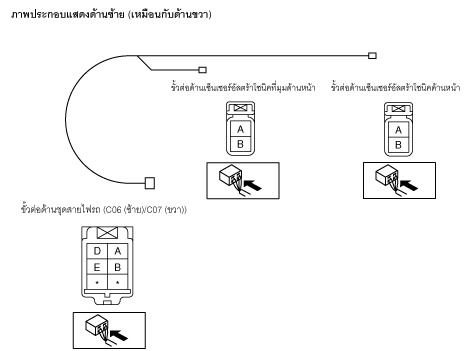 ภาพประกอบแสดงด้านซ้าย (เหมือนกับด้านขวา)
ขั้วต่อด้านเซ็นเซอร์อัลตร้าโซนิคที่มุมด้านหน้า
ขั้วต่อด้านเซ็นเซอร์อัลตร้าโซนิคด้านหน้า
A
B
A
B
ขั้วต่อด้านชุดสายไฟรถ (C06 (ซ้าย)/C07 (ขวา))
D A
E B
* *